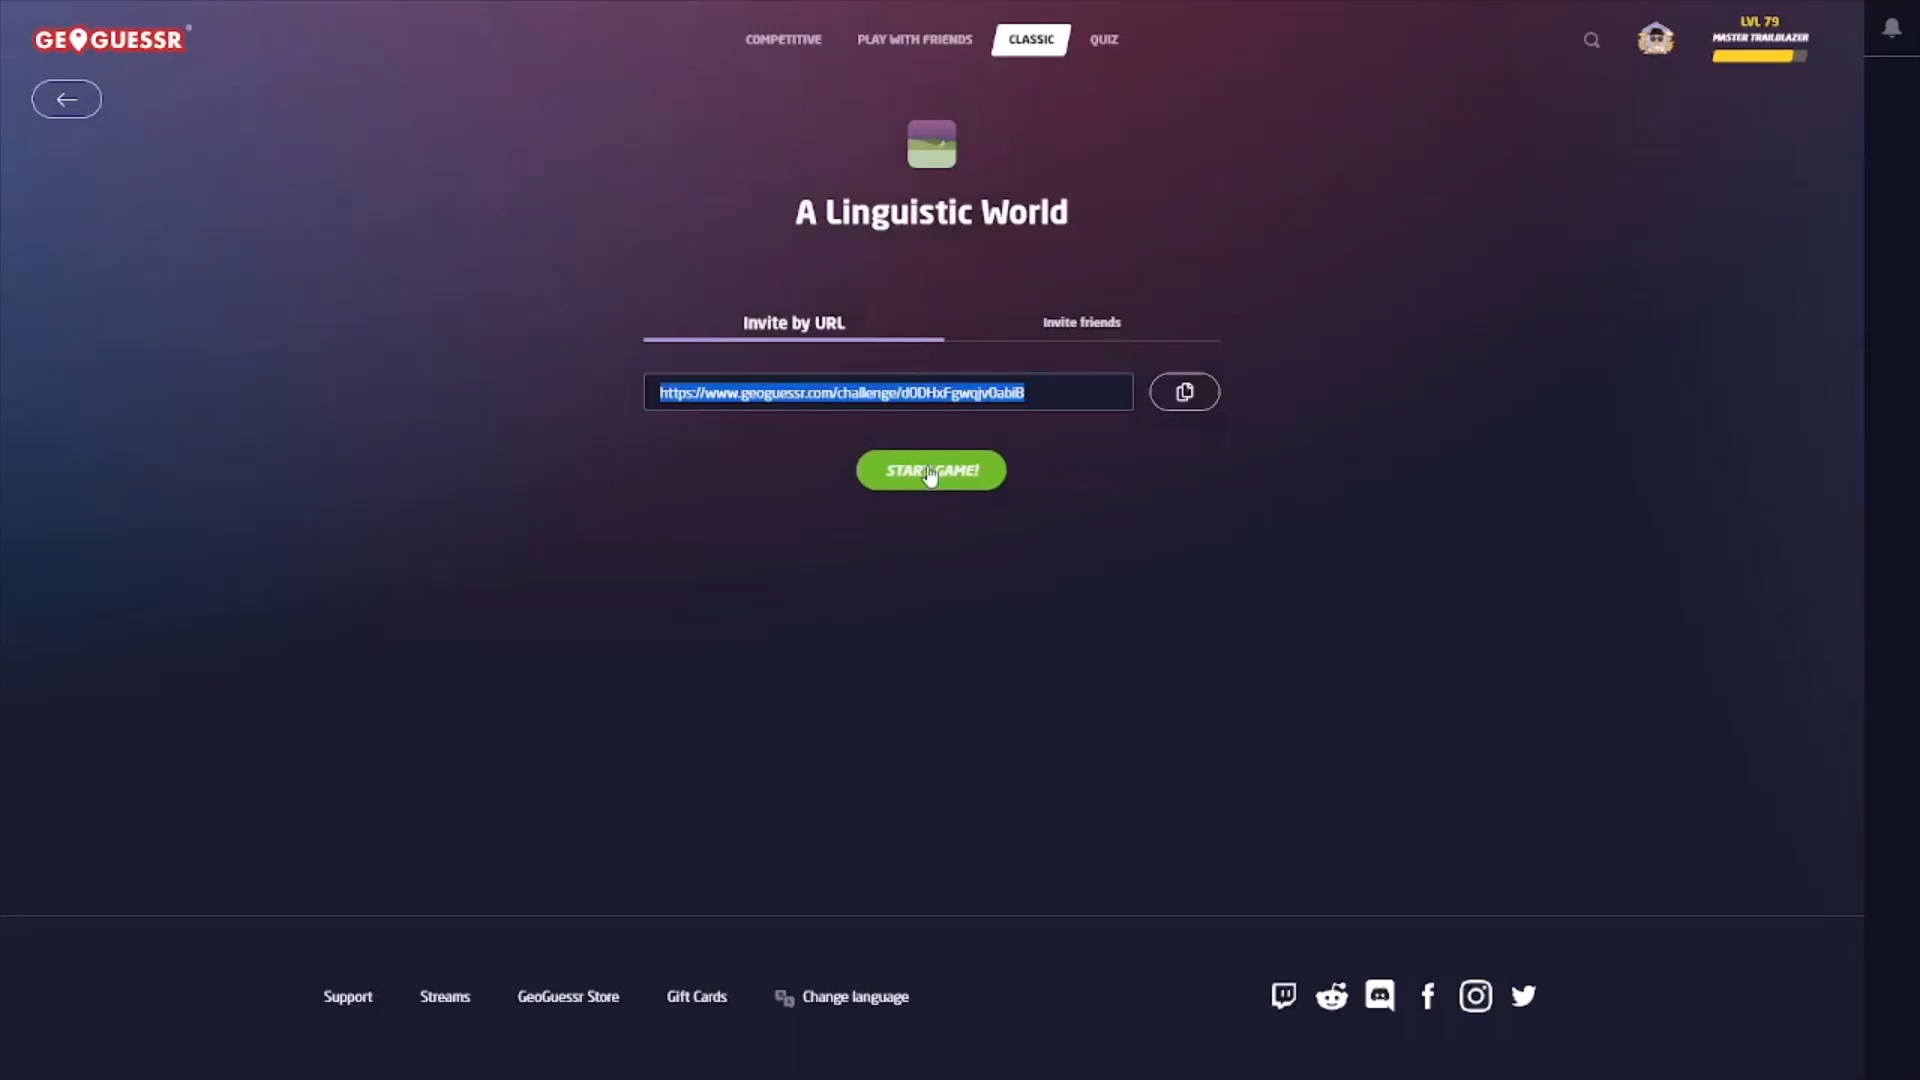 GEOGUESSR
COMPETITIVE PLAY WITH FRIENDS CLASSIC QUIZ
LVL 79
MASTER TRAILBLAZER
A Linguistic World
Invite by URL Invite friends
https://www.geoguessr.com/challenge/d0DHxFgwqjv0abiB
START GAME!
Support Streams GeoGuessr Store Gift Cards Change language